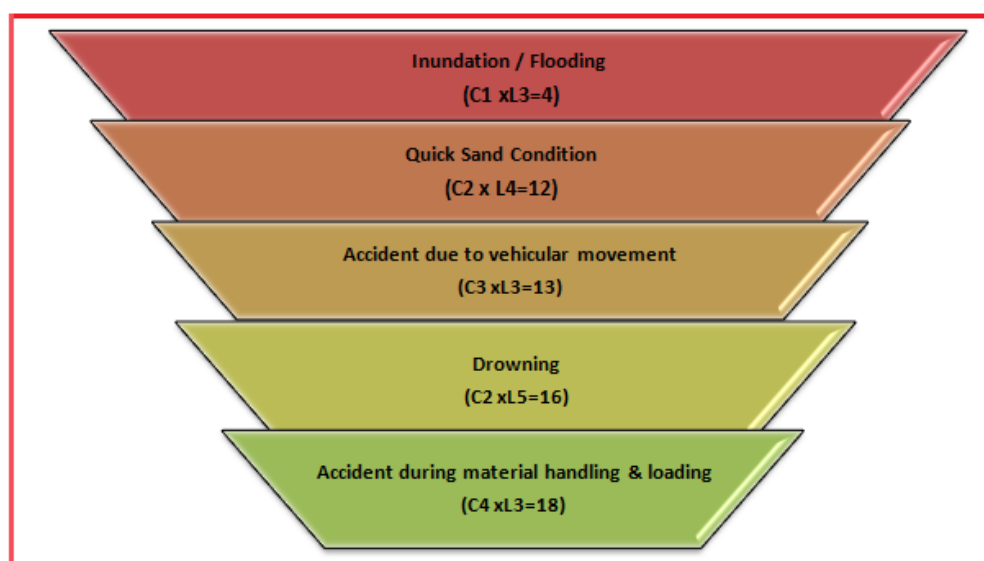 Inundation / Flooding
(C1 xL3=4)
Quick Sand Condition
(C2 x L4=12)
Accident due to vehicular movement
(C3 xL3=13)
Drowning
(C2 xL5=16)
Accident during material handling & loading
(C4 xL3=18)